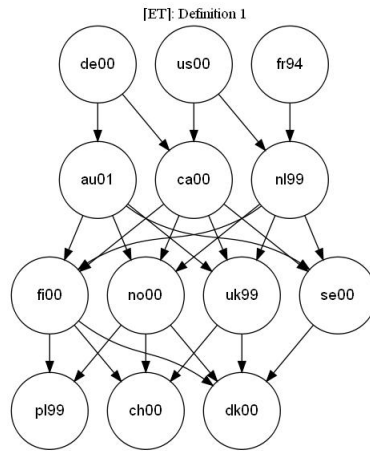 [ET]: Definition 1
de00 us00 fr94
au01 ca00 nl99
fi00 no00 uk99 se00
pl99 ch00 dk00